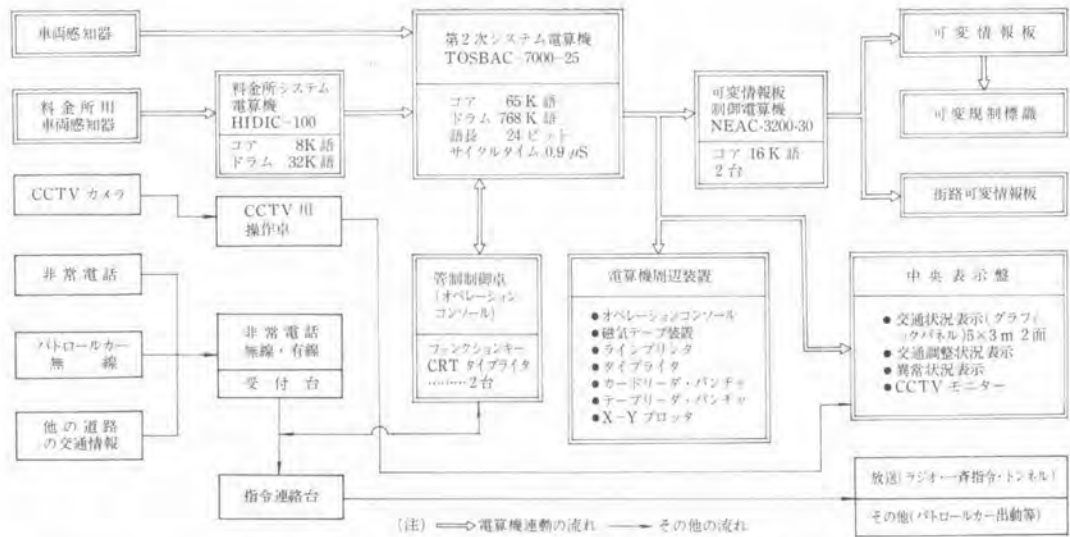 車両感知器
料金所用
車両感知器
CCTV カメラ
非常電話
パトロールカー
無線
他の道路
の交通情報
料金所システム
電算機
HIDIC-100
コア 8K語
ドラム 32K語
CCTV 用
操作卓
非常電話
無線・有線
受付台
指令連絡台
第2次システム電算機
TOSBAC-7000-25
コア 65K語
ドラム 768K語
語長 24ビット
サイクルタイム 0.9μS
管制制御卓
(オペレーション
コンソール)
ファンクションキー
CRT タイプライタ
………2台
可変情報板
制御電算機
NEAC-3200-30
コア 16K語
2台
電算機周辺装置
●オペレーションコンソール
●磁気テープ装置
●ラインプリンタ
●タイプライタ
●カードリーダ・パンチャ
●テープリーダ・パンチャ
●X-Yプロッタ
可変情報板
可変規制標識
街路可変情報板
中央表示盤
●交通状況表示(グラフィ
ックパネル)5×3m 2面
●交通調整状況表示
●異常状況表示
●CCTV モニター
放送(ラジオ・一斉指令・トンネル)
その他(パトロールカー出動等)
(注) ⇒電算機連動の流れ →その他の流れ